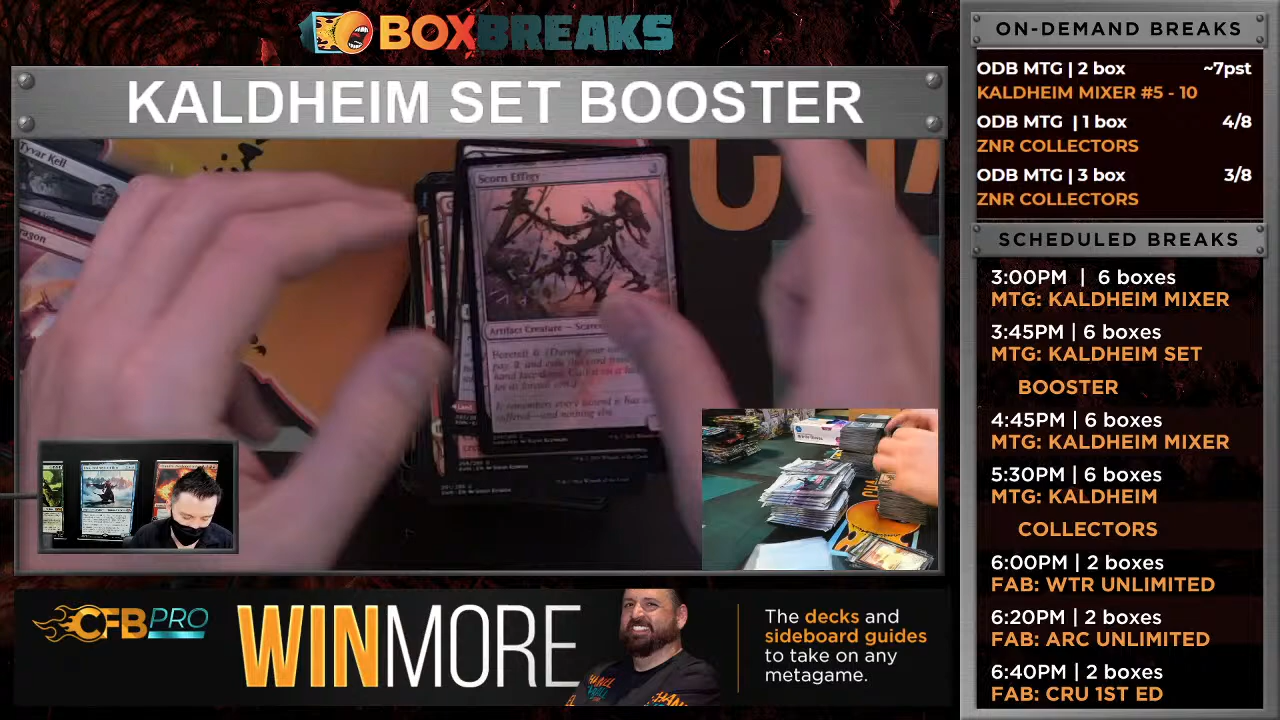 BOXBREAKS
KALDHEIM SET BOOSTER
Tyvar Kell
Scorn Effigy
Artifact Creature — Scarec
Land
CFB PRO
WINMORE
The decks and
sideboard guides
to take on any
metagame.
ON-DEMAND BREAKS
ODB MTG | 2 box ~7pst
KALDHEIM MIXER #5 - 10
ODB MTG | 1 box 4/8
ZNR COLLECTORS
ODB MTG | 3 box 3/8
ZNR COLLECTORS
SCHEDULED BREAKS
3:00PM | 6 boxes
MTG: KALDHEIM MIXER
3:45PM | 6 boxes
MTG: KALDHEIM SET
BOOSTER
4:45PM | 6 boxes
MTG: KALDHEIM MIXER
5:30PM | 6 boxes
MTG: KALDHEIM
COLLECTORS
6:00PM | 2 boxes
FAB: WTR UNLIMITED
6:20PM | 2 boxes
FAB: ARC UNLIMITED
6:40PM | 2 boxes
FAB: CRU 1ST ED